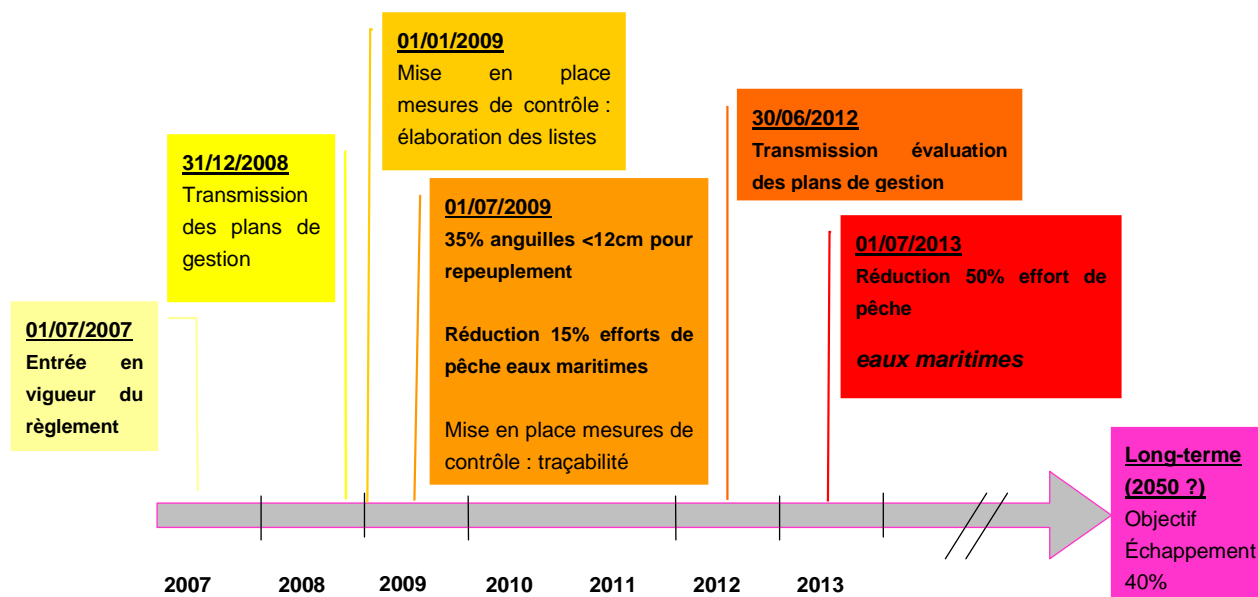 01/07/2007
Entrée en
vigueur du
règlement
31/12/2008
Transmission
des plans de
gestion
01/01/2009
Mise en place
mesures de contrôle :
élaboration des listes
01/07/2009
35% anguilles <12cm pour
repeuplement
Réduction 15% efforts de
pêche eaux maritimes
Mise en place mesures de
contrôle : traçabilité
30/06/2012
Transmission évaluation
des plans de gestion
01/07/2013
Réduction 50% effort de
pêche
eaux maritimes
Long-terme
(2050 ?)
Objectif
Échappement
40%
2007 2008 2009 2010 2011 2012 2013